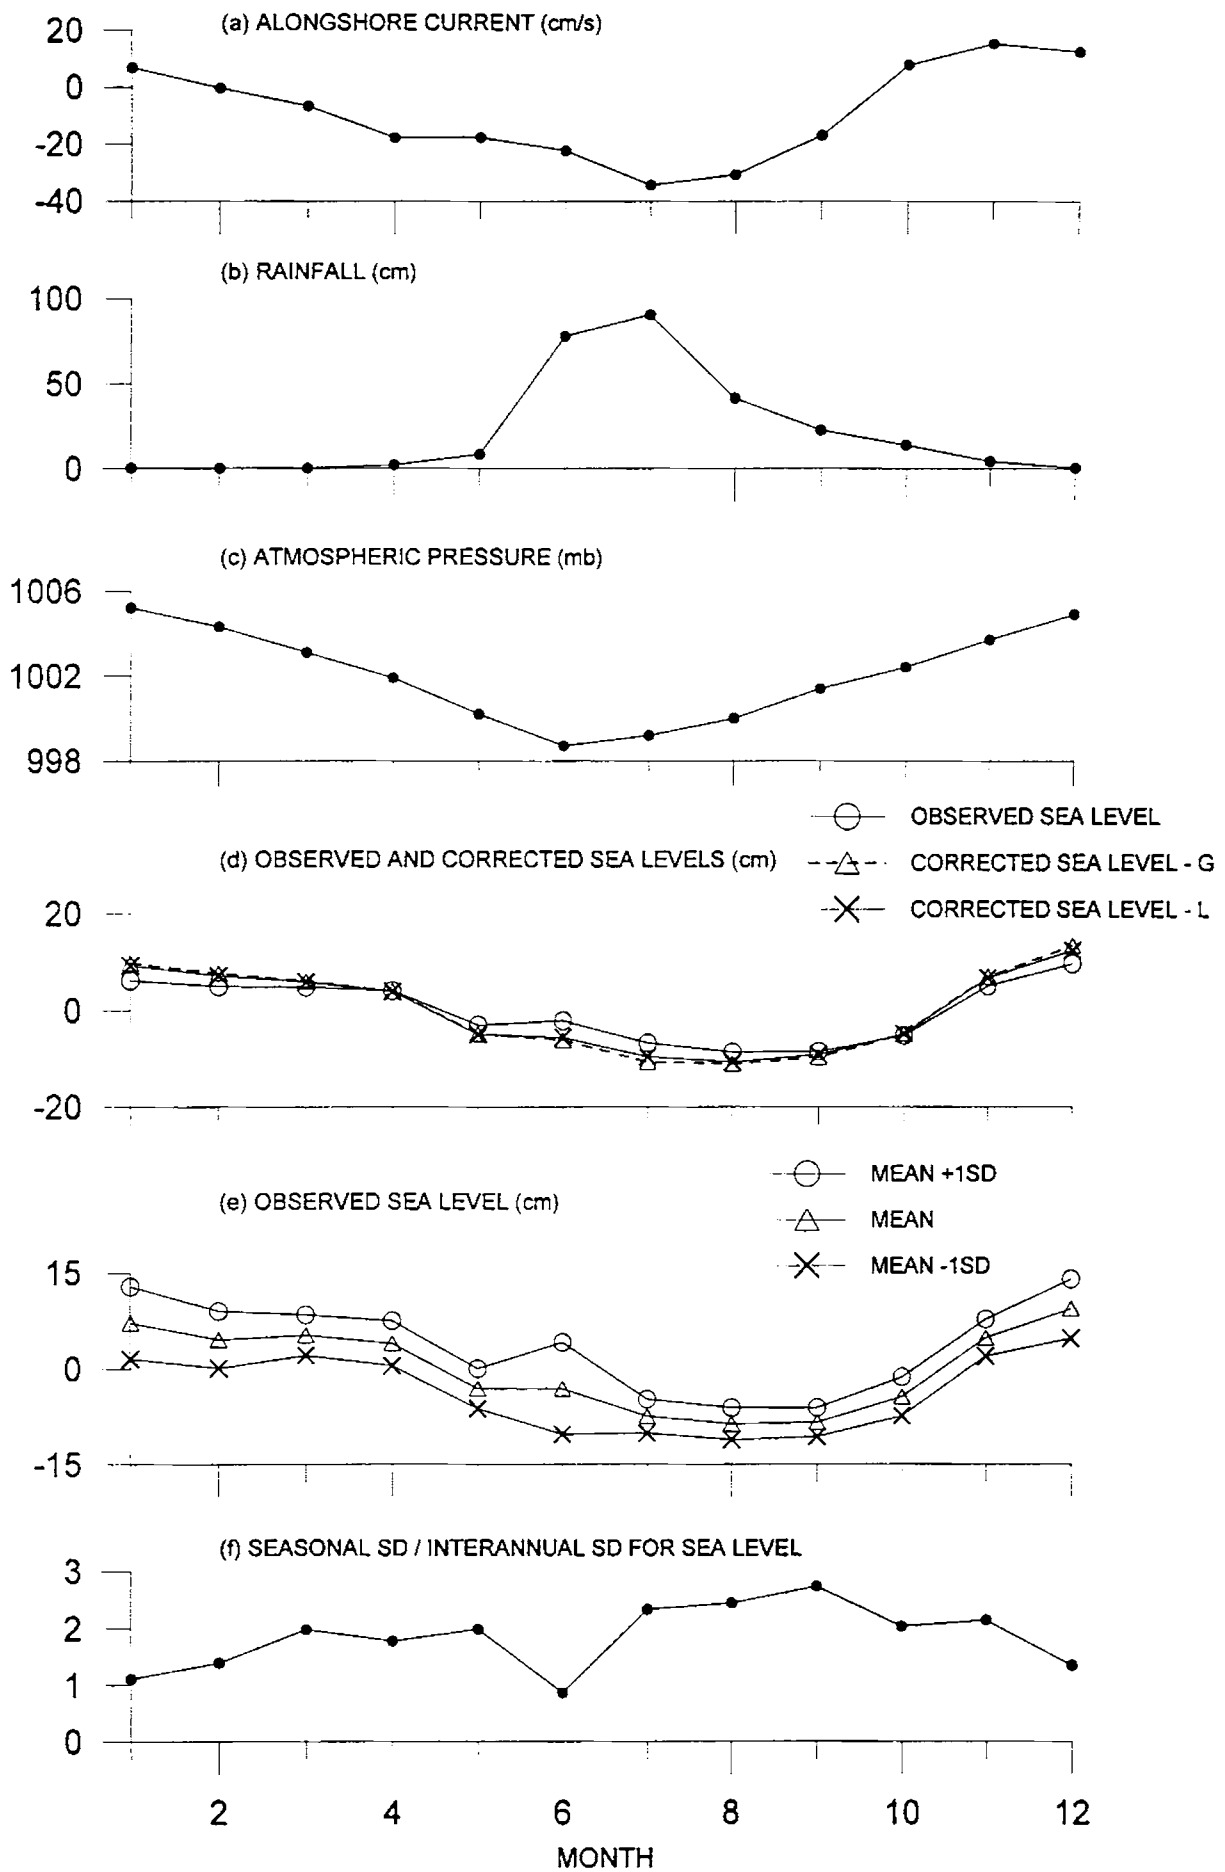 (a) ALONGSHORE CURRENT (cm/s)
20
0
-20
-40
(b) RAINFALL (cm)
100
50
0
(c) ATMOSPHERIC PRESSURE (mb)
1006
1002
998
OBSERVED SEA LEVEL
(d) OBSERVED AND CORRECTED SEA LEVELS (cm)
CORRECTED SEA LEVEL - G
CORRECTED SEA LEVEL - L
20
0
-20
MEAN +1SD
(e) OBSERVED SEA LEVEL (cm)
MEAN
MEAN -1SD
15
0
-15
(f) SEASONAL SD / INTERANNUAL SD FOR SEA LEVEL
3
2
1
0
2 4 6 8 10 12
MONTH